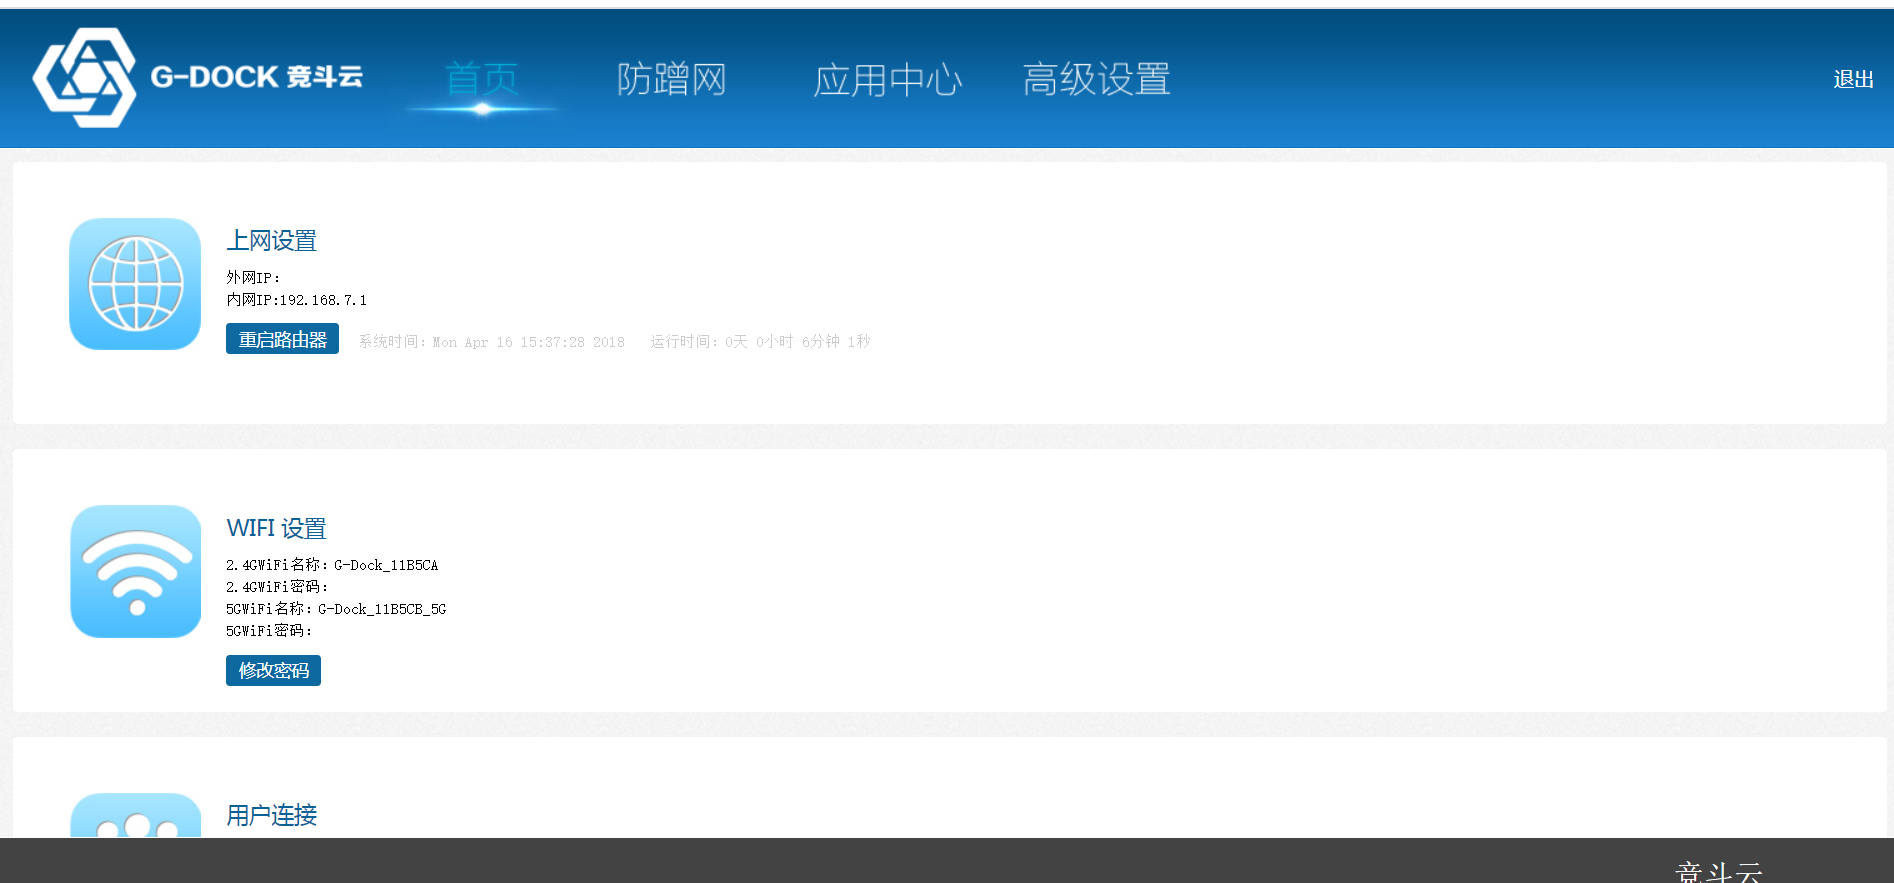 G-DOCK 竞斗云
首页
防蹭网
应用中心
高级设置
退出
上网设置
外网IP:
内网IP:192.168.7.1
重启路由器
系统时间：Mon Apr 16 15:37:28 2018 运行时间：0天 0小时 6分钟 1秒
WIFI 设置
2.4GWiFi名称：G-Dock_11B5CA
2.4GWiFi密码：
5GWiFi名称：G-Dock_11B5CB_5G
5GWiFi密码：
修改密码
用户连接
竞斗云